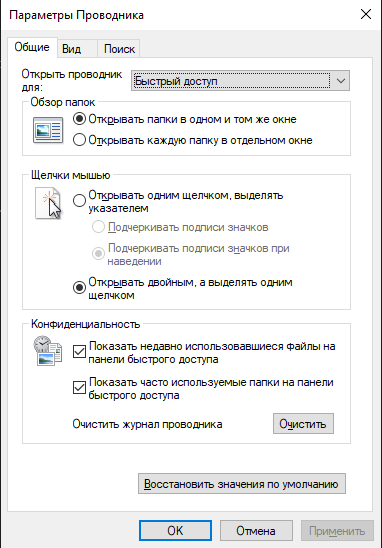 Параметры Проводника
Общие
Вид
Поиск
Открыть проводник
для:
Быстрый доступ
Обзор папок
Открывать папки в одном и том же окне
Открывать каждую папку в отдельном окне
Щелчки мышью
Открывать одним щелчком, выделять
указателем
Подчеркивать подписи значков
Подчеркивать подписи значков при
наведении
Открывать двойным, а выделять одним
щелчком
Конфиденциальность
Показать недавно использовавшиеся файлы на
панели быстрого доступа
Показать часто используемые папки на панели
быстрого доступа
Очистить журнал проводника
Очистить
Восстановить значения по умолчанию
OK
Отмена
Применить